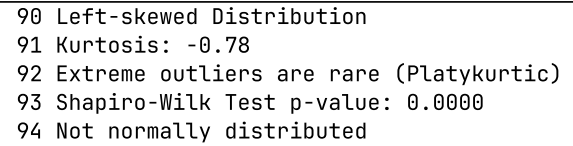 90 Left-skewed Distribution
91 Kurtosis: -0.78
92 Extreme outliers are rare (Platykurtic)
93 Shapiro-Wilk Test p-value: 0.0000
94 Not normally distributed